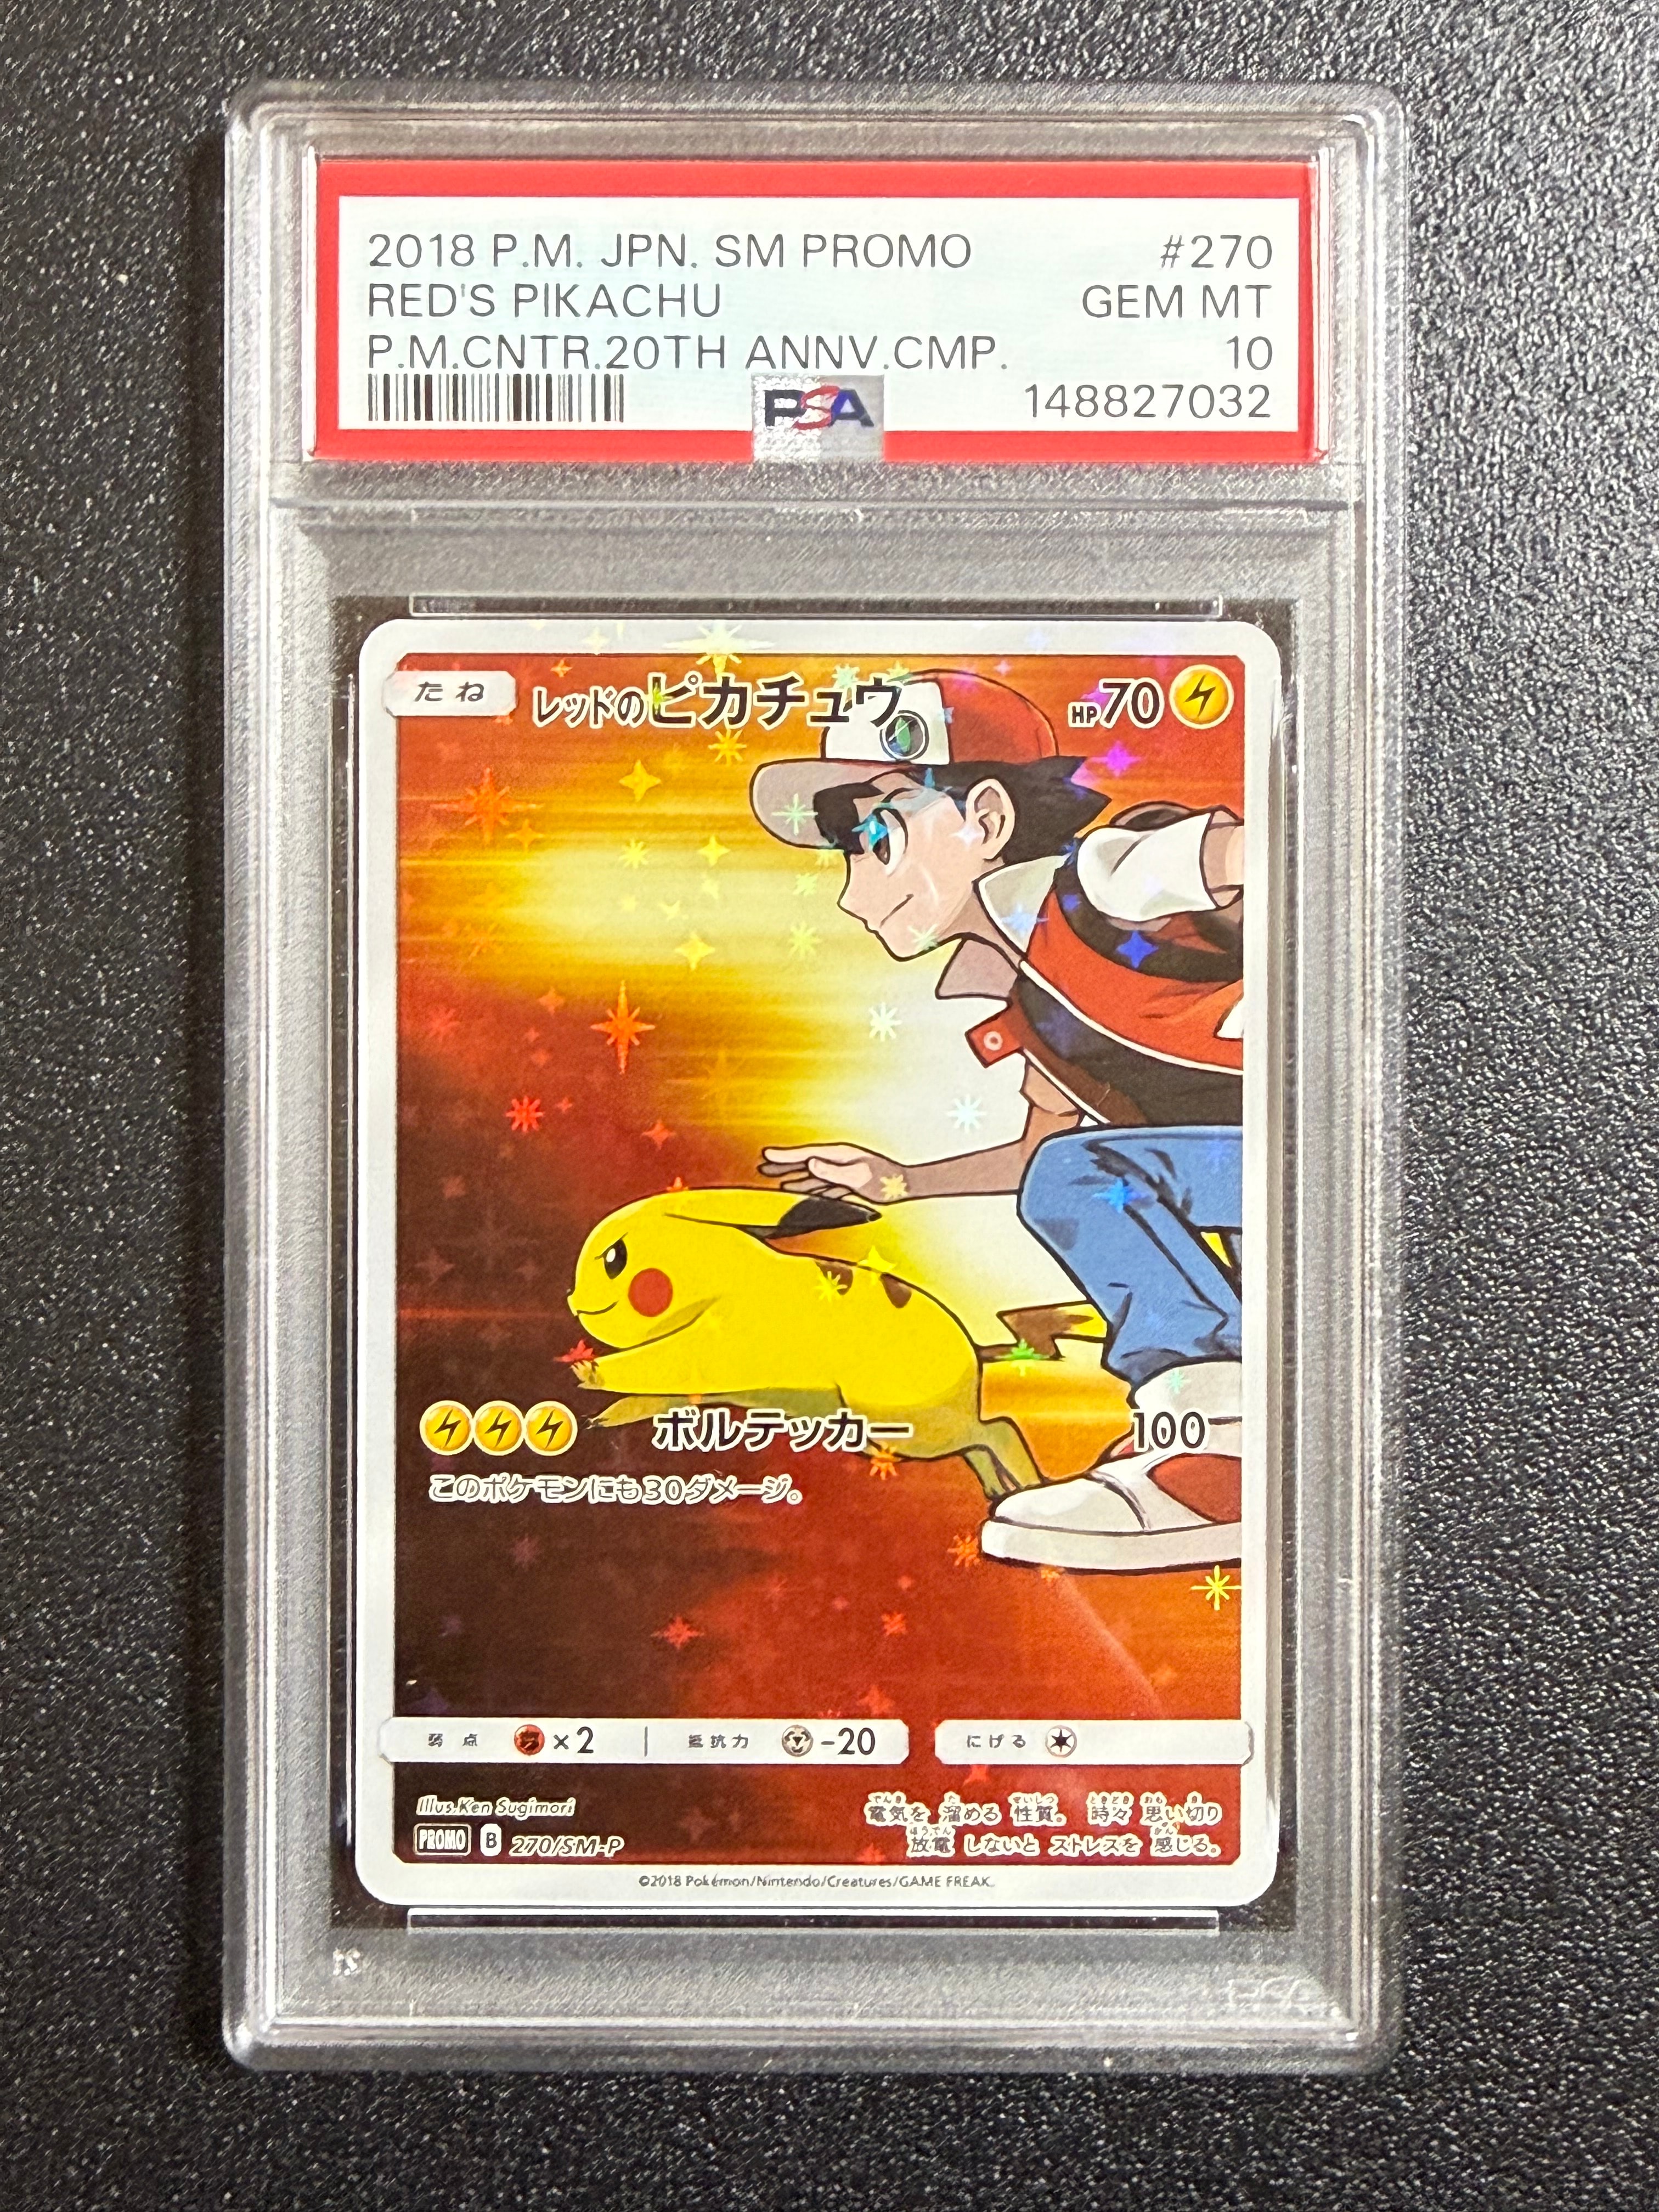 2018 P.M. JPN. SM PROMO #270
RED'S PIKACHU GEM MT
P.M.CNTR.20TH ANNV.CMP. 10
PSA 148827032
たね レッドのピカチュウ HP70
ボルテッカー 100
このポケモンにも30ダメージ。
弱点 ×2 抵抗力 -20 にげる
Illus.Ken Sugimori
PROMO B 270/SM-P
電気を 溜める 性質。 時々 思い切り
放電 しないと ストレスを 感じる。
©2018 Pokémon/Nintendo/Creatures/GAME FREAK.